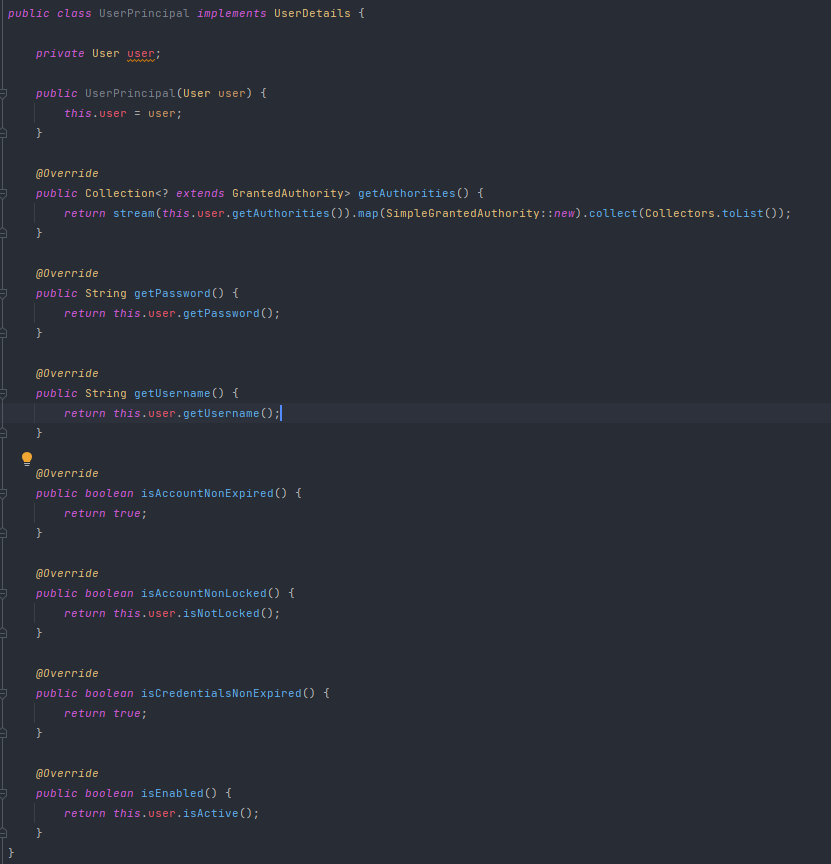 public class UserPrincipal implements UserDetails {
private User user;
public UserPrincipal(User user) {
this.user = user;
}
@Override
public Collection<? extends GrantedAuthority> getAuthorities() {
return stream(this.user.getAuthorities()).map(SimpleGrantedAuthority::new).collect(Collectors.toList());
}
@Override
public String getPassword() {
return this.user.getPassword();
}
@Override
public String getUsername() {
return this.user.getUsername();
}
@Override
public boolean isAccountNonExpired() {
return true;
}
@Override
public boolean isAccountNonLocked() {
return this.user.isNotLocked();
}
@Override
public boolean isCredentialsNonExpired() {
return true;
}
@Override
public boolean isEnabled() {
return this.user.isActive();
}
}